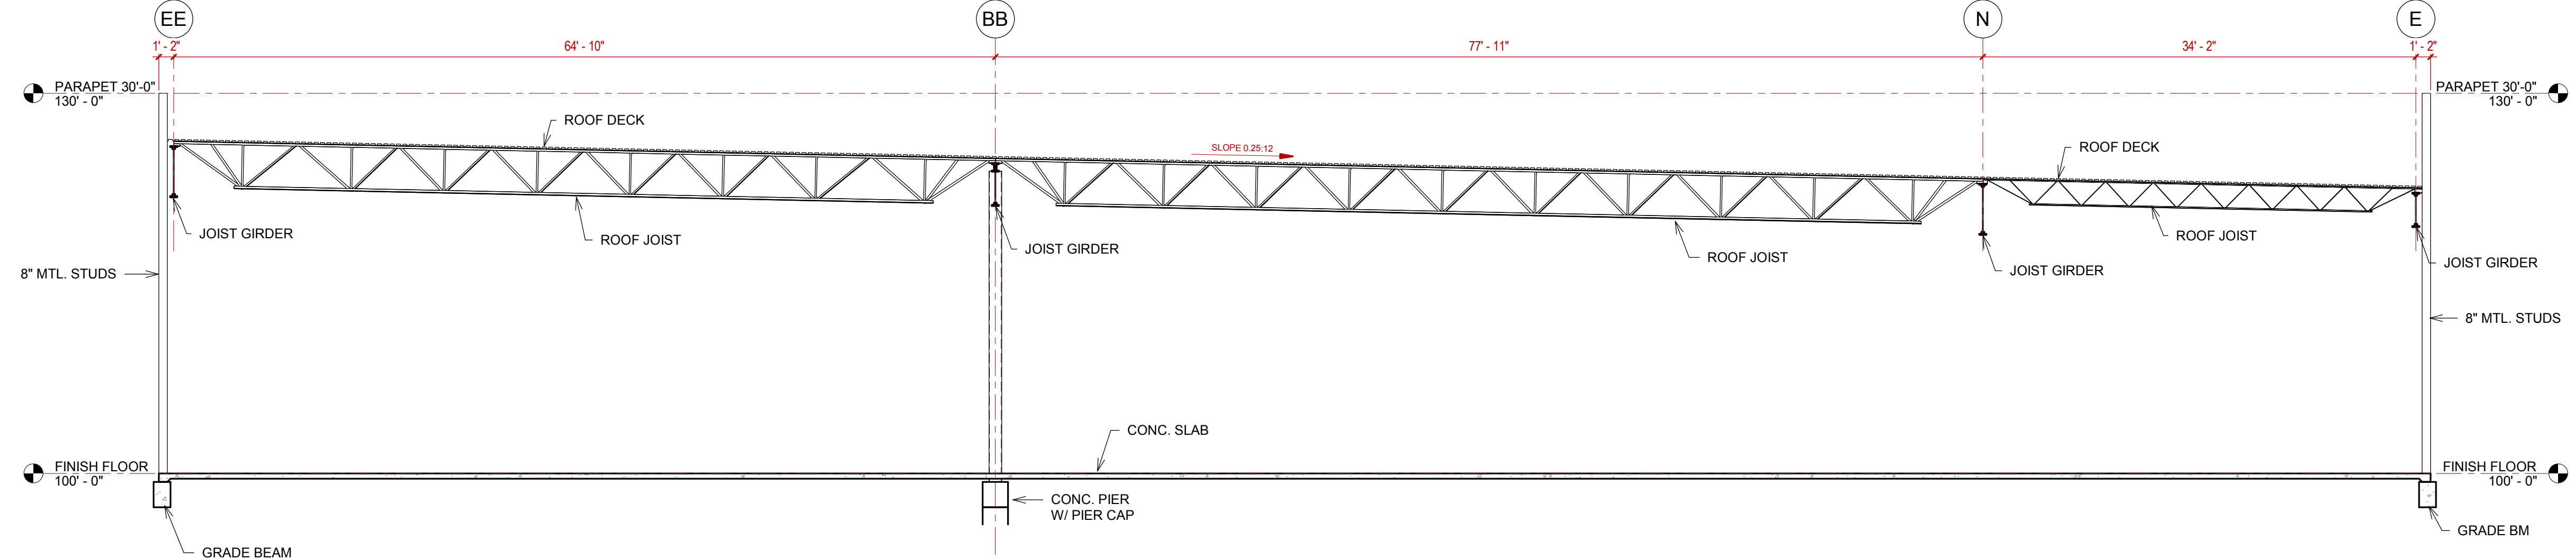 EE
BB
N
E
1' - 2"
64' - 10"
77' - 11"
34' - 2"
1' - 2"
PARAPET 30'-0"
130' - 0"
PARAPET 30'-0"
130' - 0"
ROOF DECK
SLOPE 0.25:12
ROOF DECK
JOIST GIRDER
ROOF JOIST
JOIST GIRDER
ROOF JOIST
JOIST GIRDER
ROOF JOIST
JOIST GIRDER
8" MTL. STUDS
8" MTL. STUDS
CONC. SLAB
FINISH FLOOR
100' - 0"
FINISH FLOOR
100' - 0"
CONC. PIER
W/ PIER CAP
GRADE BEAM
GRADE BM